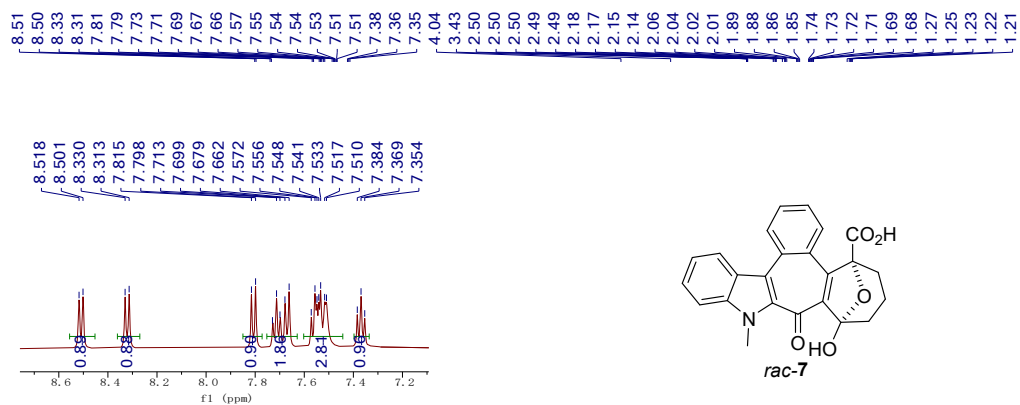 8.51 8.50 8.33 8.31 7.81 7.79 7.73 7.71 7.69 7.67 7.66 7.57 7.55 7.54 7.54 7.53 7.51 7.51 7.38 7.36 7.35 4.04 3.43 2.50 2.50 2.50 2.49 2.49 2.18 2.17 2.15 2.14 2.06 2.04 2.02 2.01 1.89 1.88 1.86 1.85 1.74 1.73 1.72 1.71 1.69 1.68 1.27 1.25 1.23 1.22 1.21
8.518 8.501 8.330 8.313 7.815 7.798 7.713 7.699 7.679 7.662 7.572 7.556 7.548 7.541 7.533 7.517 7.510 7.384 7.369 7.354
CO₂H
O
N
O
HO
rac-7
0.89 0.88 0.90 1.86 2.81 0.90
8.6 8.4 8.2 8.0 7.8 7.6 7.4 7.2
f1 (ppm)